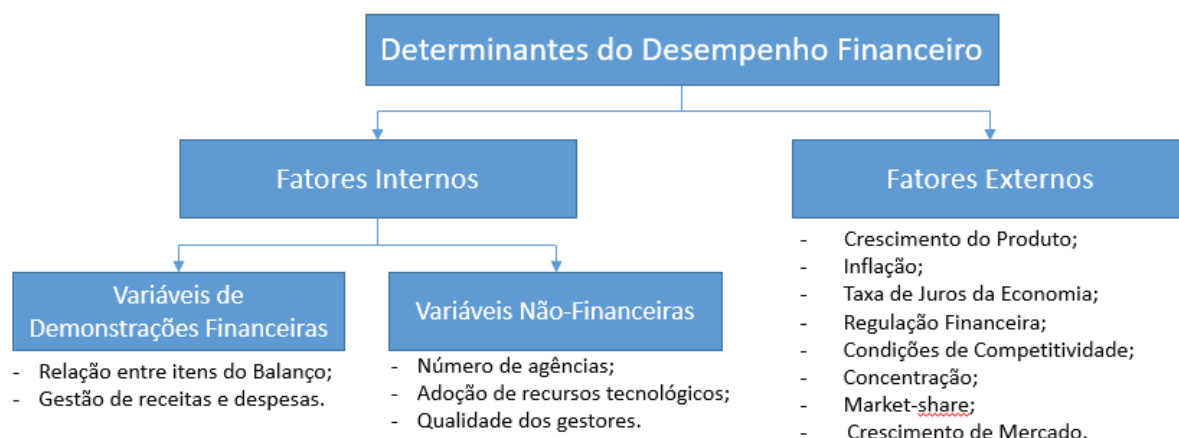 Determinantes do Desempenho Financeiro
Fatores Internos
Fatores Externos
Variáveis de
Demonstrações Financeiras
- Relação entre itens do Balanço;
- Gestão de receitas e despesas.
Variáveis Não-Financeiras
- Número de agências;
- Adoção de recursos tecnológicos;
- Qualidade dos gestores.
- Crescimento do Produto;
- Inflação;
- Taxa de Juros da Economia;
- Regulação Financeira;
- Condições de Competitividade;
- Concentração;
- Market-share;
- Crescimento de Mercado.